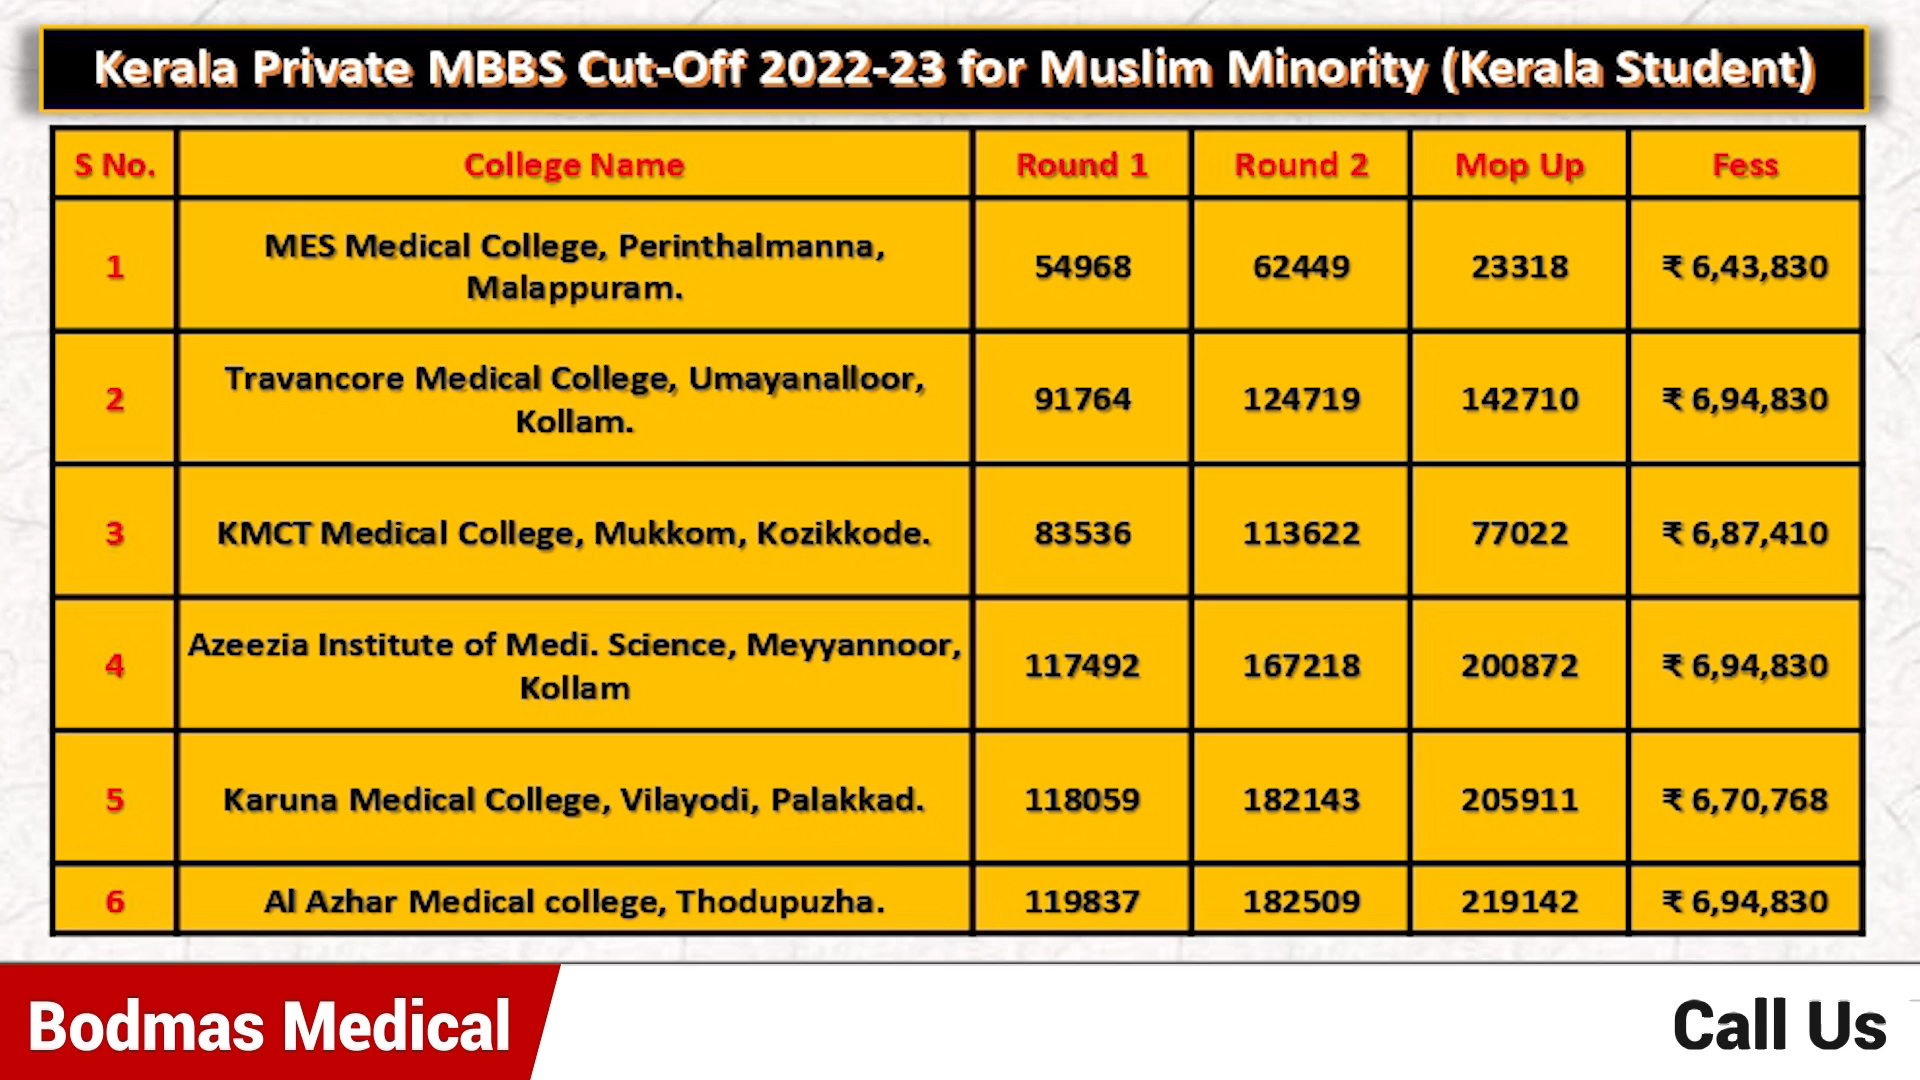 Kerala Private MBBS Cut-Off 2022-23 for Muslim Minority (Kerala Student)
S No. College Name Round 1 Round 2 Mop Up Fess
1 MES Medical College, Perinthalmanna, Malappuram. 54968 62449 23318 ₹ 6,43,830
2 Travancore Medical College, Umayanalloor, Kollam. 91764 124719 142710 ₹ 6,94,830
3 KMCT Medical College, Mukkom, Kozikkode. 83536 113622 77022 ₹ 6,87,410
4 Azeezia Institute of Medi. Science, Meyyannoor, Kollam 117492 167218 200872 ₹ 6,94,830
5 Karuna Medical College, Vilayodi, Palakkad. 118059 182143 205911 ₹ 6,70,768
6 Al Azhar Medical college, Thodupuzha. 119837 182509 219142 ₹ 6,94,830
Bodmas Medical Call Us